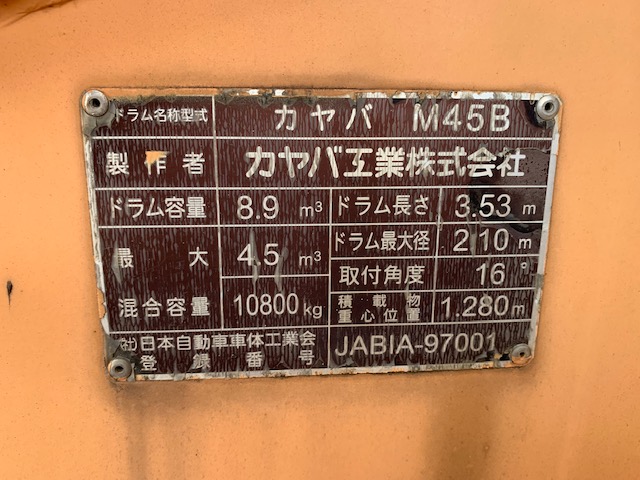 ドラム名称型式 カヤバ M45B
製作者 カヤバ工業株式会社
ドラム容量 8.9 m³ ドラム長さ 3.53 m
最大 4.5 m³ ドラム最大径 2.10 m
取付角度 16°
混合容量 10800kg 積載物重心位置 1.280m
(社)日本自動車車体工業会
登録番号 JABIA-97001